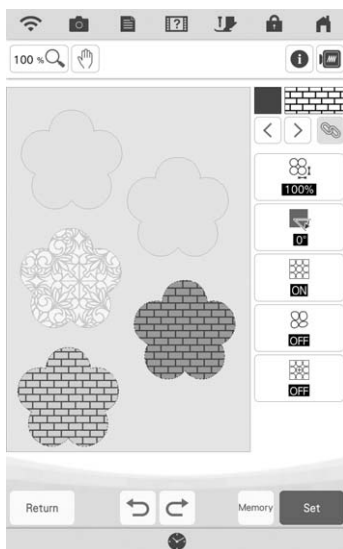 100 %
100%
0°
ON
OFF
OFF
Return
Memory
Set